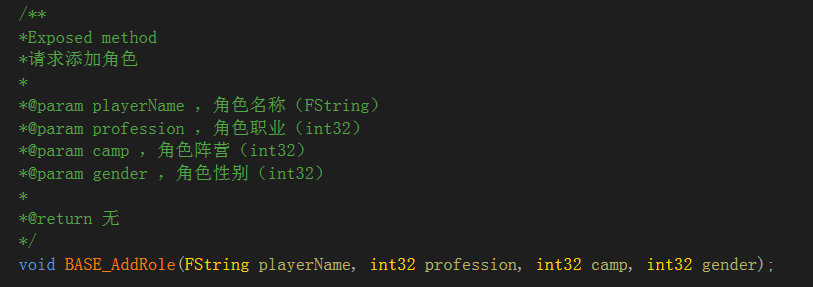 /**
*Exposed method
*请求添加角色
*
*@param playerName ，角色名称（FString）
*@param profession ，角色职业（int32）
*@param camp ，角色阵营（int32）
*@param gender ，角色性别（int32）
*
*@return 无
*/
void BASE_AddRole(FString playerName, int32 profession, int32 camp, int32 gender);